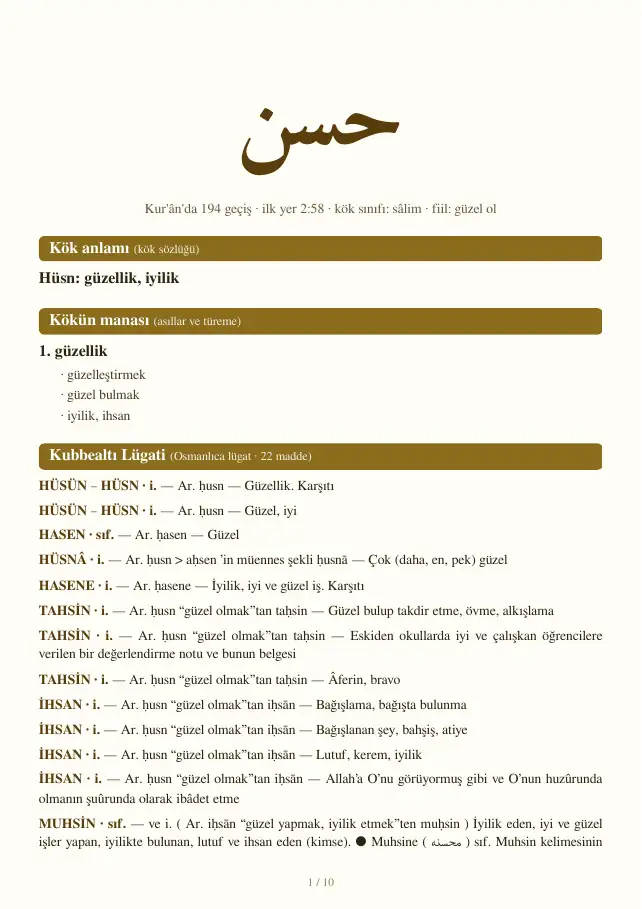 حسن
Kur'ân'da 194 geçiş · ilk yer 2:58 · kök sınıfı: sâlim · fiil: güzel ol
Kök anlamı (kök sözlüğü)
Hüsn: güzellik, iyilik
Kökün manası (asıllar ve türeme)
1. güzellik
· güzelleştirmek
· güzel bulmak
· iyilik, ihsan
Kubbealtı Lügati (Osmanlıca lügat · 22 madde)
HÜSÜN – HÜSN · i. — Ar. ḥusn — Güzellik. Karşıtı
HÜSÜN – HÜSN · i. — Ar. ḥusn — Güzel, iyi
HASEN · sıf. — Ar. ḥasen — Güzel
HÜSNÂ · i. — Ar. ḥusn > aḥsen 'in müennes şekli ḥusnā — Çok (daha, en, pek) güzel
HASENE · i. — Ar. ḥasene — İyilik, iyi ve güzel iş. Karşıtı
TAHSİN · i. — Ar. ḥusn “güzel olmak”tan taḥsin — Güzel bulup takdir etme, övme, alkışlama
TAHSİN · i. — Ar. ḥusn “güzel olmak”tan taḥsin — Eskiden okullarda iyi ve çalışkan öğrencilere
verilen bir değerlendirme notu ve bunun belgesi
TAHSİN · i. — Ar. ḥusn “güzel olmak”tan taḥsin — Âferin, bravo
İHSAN · i. — Ar. ḥusn “güzel olmak”tan iḥsān — Bağışlama, bağışta bulunma
İHSAN · i. — Ar. ḥusn “güzel olmak”tan iḥsān — Bağışlanan şey, bahşiş, atiye
İHSAN · i. — Ar. ḥusn “güzel olmak”tan iḥsān — Lutuf, kerem, iyilik
İHSAN · i. — Ar. ḥusn “güzel olmak”tan iḥsān — Allah’a O’nu görüyormuş gibi ve O’nun huzûrunda
olmanın şuûrunda olarak ibâdet etme
MUHSİN · sıf. — ve i. ( Ar. iḥsān “güzel yapmak, iyilik etmek”ten muḥsin ) İyilik eden, iyi ve güzel
işler yapan, iyilikte bulunan, lutuf ve ihsan eden (kimse). ● Muhsine ( محسنه ) sıf. Muhsin kelimesinin
1 / 10